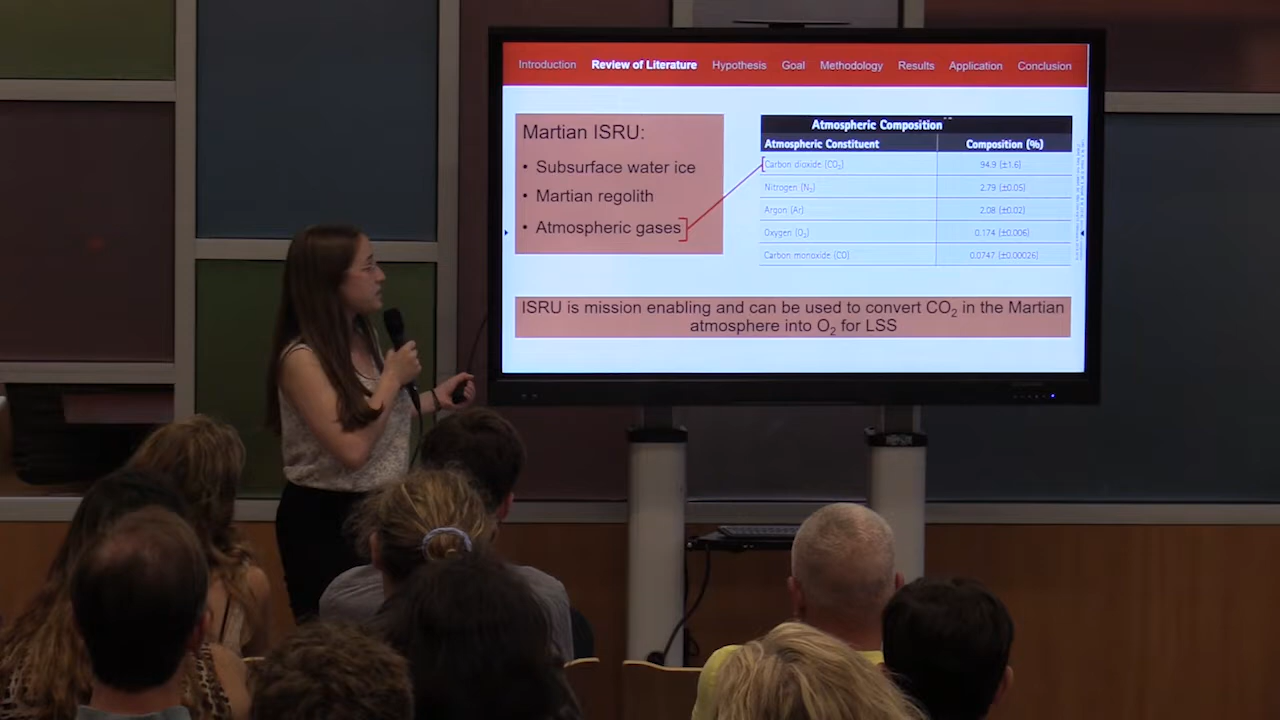 Introduction Review of Literature Hypothesis Goal Methodology Results Application Conclusion
Martian ISRU:
• Subsurface water ice
• Martian regolith
• Atmospheric gases
Atmospheric Composition
Atmospheric Constituent Composition (%)
Carbon dioxide (CO₂) 94.9 (±1.6)
Nitrogen (N₂) 2.79 (±0.05)
Argon (Ar) 2.08 (±0.02)
Oxygen (O₂) 0.174 (±0.006)
Carbon monoxide (CO) 0.0747 (±0.00026)
ISRU is mission enabling and can be used to convert CO₂ in the Martian
atmosphere into O₂ for LSS